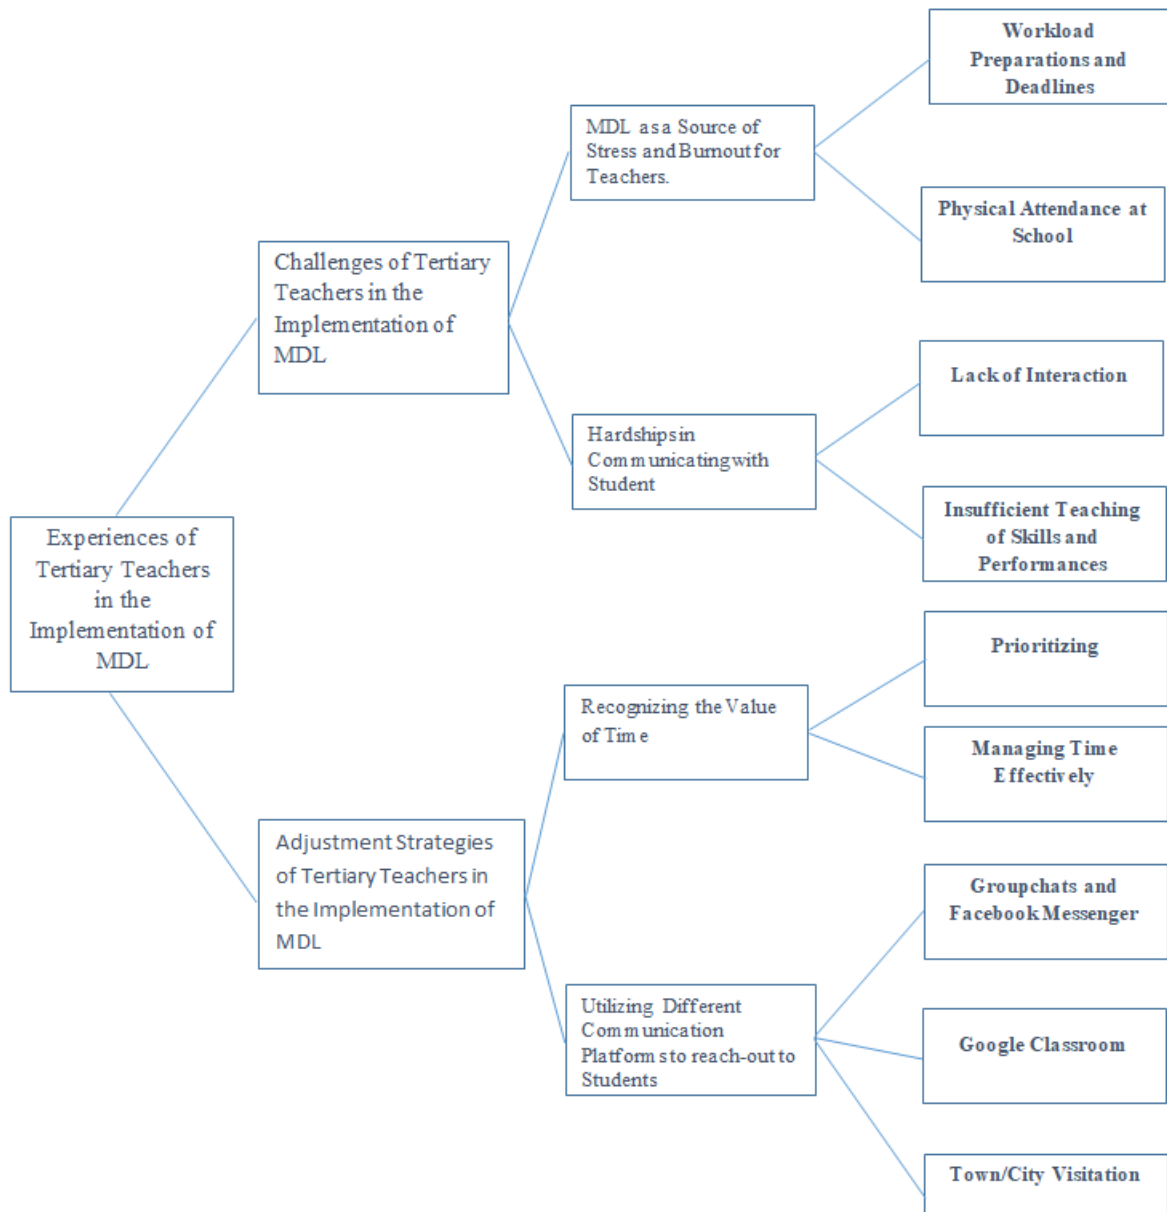 Experiences of
Tertiary Teachers
in the
Implementation of
MDL
Challenges of Tertiary
Teachers in the
Implementation of
MDL
MDL as a Source of
Stress and Burnout for
Teachers.
Workload
Preparations and
Deadlines
Physical Attendance at
School
Hardships in
Communicating with
Student
Lack of Interaction
Insufficient Teaching
of Skills and
Performances
Adjustment Strategies
of Tertiary Teachers in
the Implementation of
MDL
Recognizing the Value
of Time
Prioritizing
Managing Time
Effectively
Utilizing Different
Communication
Platforms to reach-out to
Students
Groupchats and
Facebook Messenger
Google Classroom
Town/City Visitation